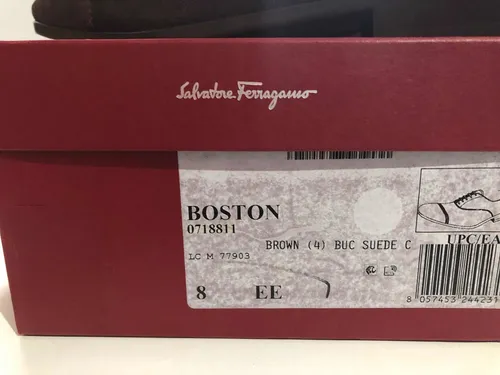 Salvatore Ferragamo
BOSTON
0718811
BROWN (4) BUC SUEDE C
LC M 77903
UPC/EA
8 EE
8 057453 244231